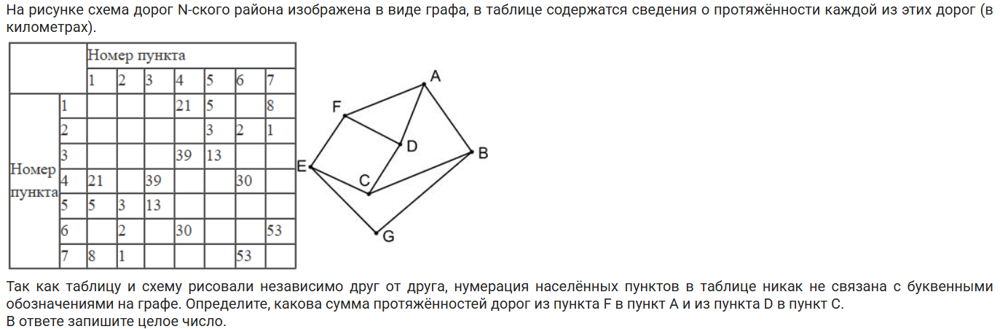 На рисунке схема дорог N-ского района изображена в виде графа, в таблице содержатся сведения о протяжённости каждой из этих дорог (в
километрах).
Номер пункта
1 2 3 4 5 6 7
Номер пункта
1 21 5 8
2 3 2 1
3 39 13
4 21 39 30
5 5 3 13
6 2 30 53
7 8 1 53
A
F
D
B
E
C
G
Так как таблицу и схему рисовали независимо друг от друга, нумерация населённых пунктов в таблице никак не связана с буквенными
обозначениями на графе. Определите, какова сумма протяжённостей дорог из пункта F в пункт A и из пункта D в пункт C.
В ответе запишите целое число.